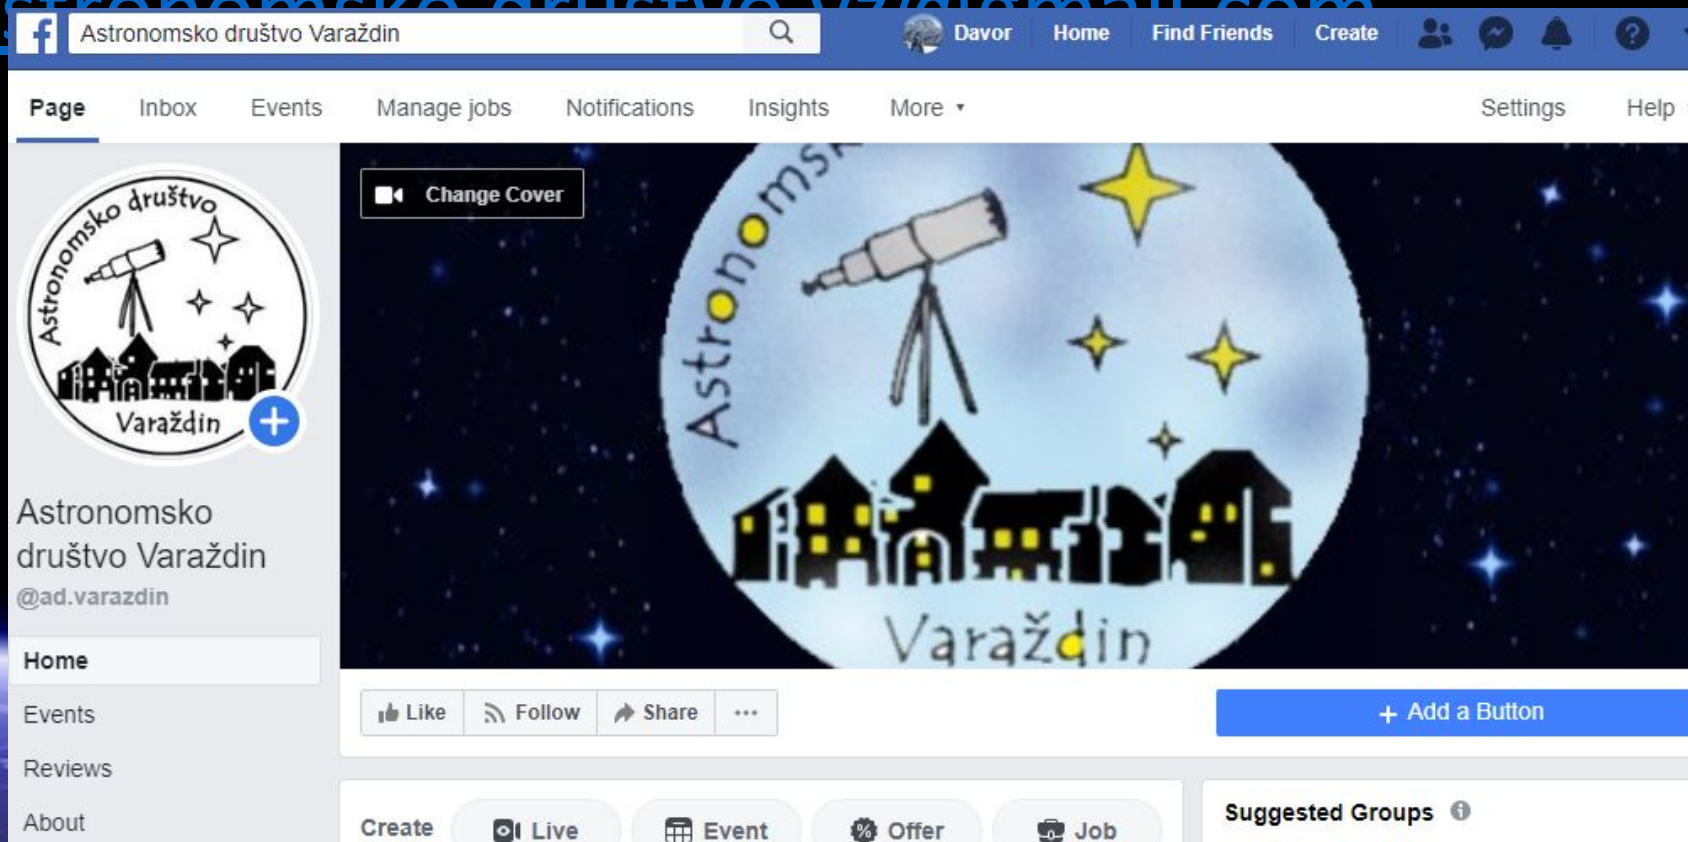 Astronomsko društvo Varaždin
Davor Home Find Friends Create
Page Inbox Events Manage jobs Notifications Insights More Settings Help
Astronomsko društvo
Varaždin
Change Cover
Varaždin
Astronomsko
društvo Varaždin
@ad.varazdin
Home
Events
Reviews
About
Like Follow Share ...
+ Add a Button
Create Live Event Offer Job
Suggested Groups